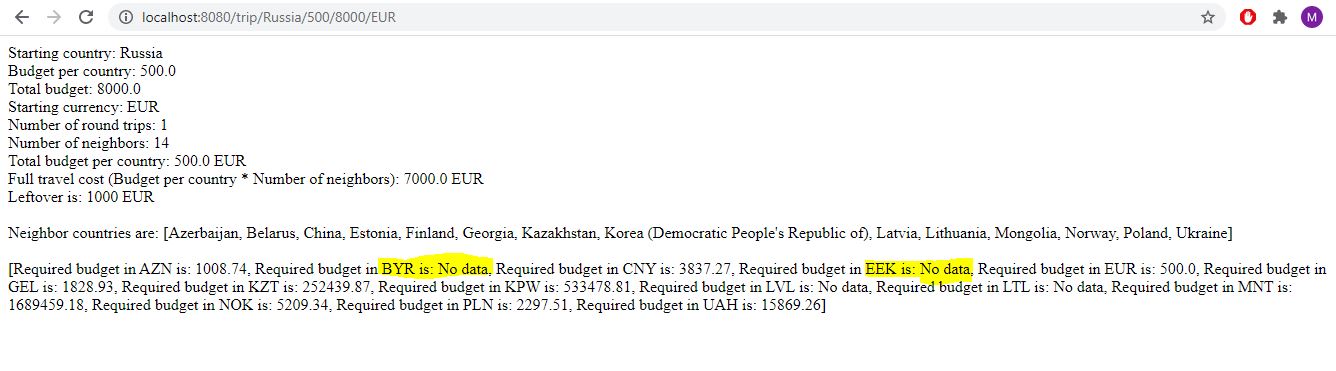 localhost:8080/trip/Russia/500/8000/EUR
M
Starting country: Russia
Budget per country: 500.0
Total budget: 8000.0
Starting currency: EUR
Number of round trips: 1
Number of neighbors: 14
Total budget per country: 500.0 EUR
Full travel cost (Budget per country * Number of neighbors): 7000.0 EUR
Leftover is: 1000 EUR
Neighbor countries are: [Azerbaijan, Belarus, China, Estonia, Finland, Georgia, Kazakhstan, Korea (Democratic People's Republic of), Latvia, Lithuania, Mongolia, Norway, Poland, Ukraine]
[Required budget in AZN is: 1008.74, Required budget in BYR is: No data, Required budget in CNY is: 3837.27, Required budget in EEK is: No data, Required budget in EUR is: 500.0, Required budget in
GEL is: 1828.93, Required budget in KZT is: 252439.87, Required budget in KPW is: 533478.81, Required budget in LVL is: No data, Required budget in LTL is: No data, Required budget in MNT is:
1689459.18, Required budget in NOK is: 5209.34, Required budget in PLN is: 2297.51, Required budget in UAH is: 15869.26]